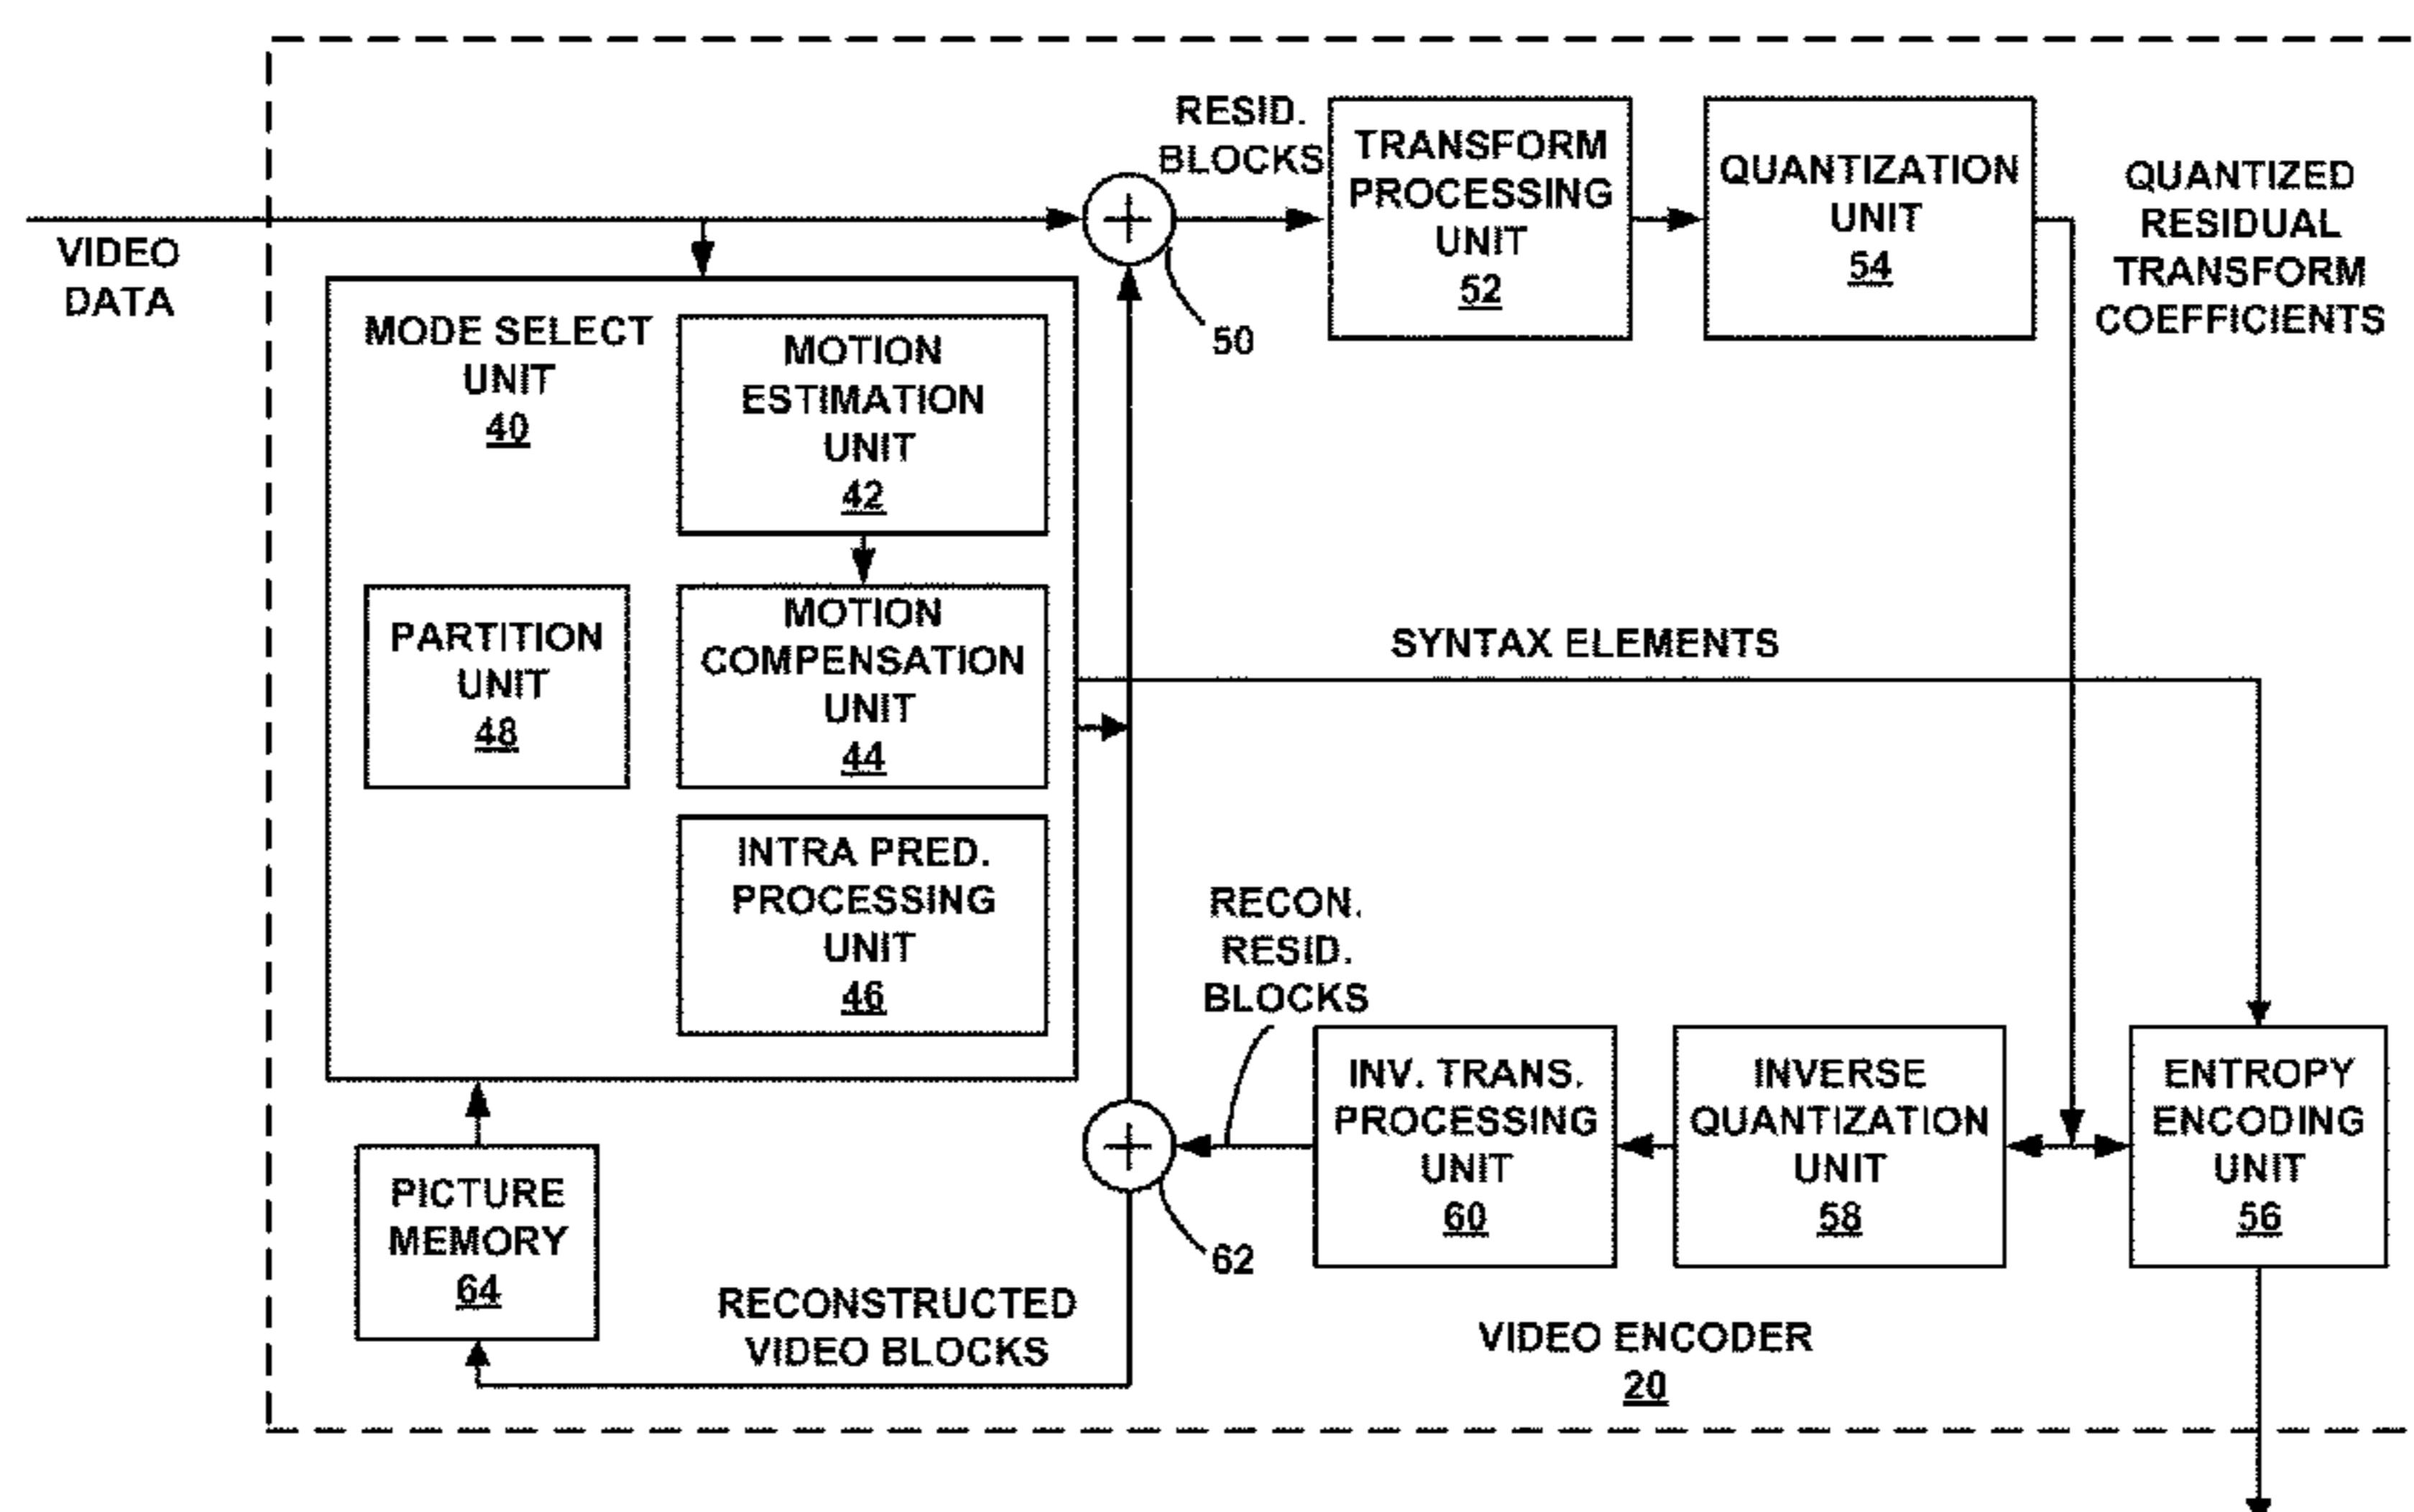 VIDEO
DATA
RESID.
BLOCKS
TRANSFORM
PROCESSING
UNIT
52
QUANTIZATION
UNIT
54
QUANTIZED
RESIDUAL
TRANSFORM
COEFFICIENTS
50
MODE SELECT
UNIT
40
MOTION
ESTIMATION
UNIT
42
PARTITION
UNIT
48
MOTION
COMPENSATION
UNIT
44
SYNTAX ELEMENTS
INTRA PRED.
PROCESSING
UNIT
46
RECON.
RESID.
BLOCKS
INV. TRANS.
PROCESSING
UNIT
60
INVERSE
QUANTIZATION
UNIT
58
ENTROPY
ENCODING
UNIT
56
PICTURE
MEMORY
64
62
RECONSTRUCTED
VIDEO BLOCKS
VIDEO ENCODER
20